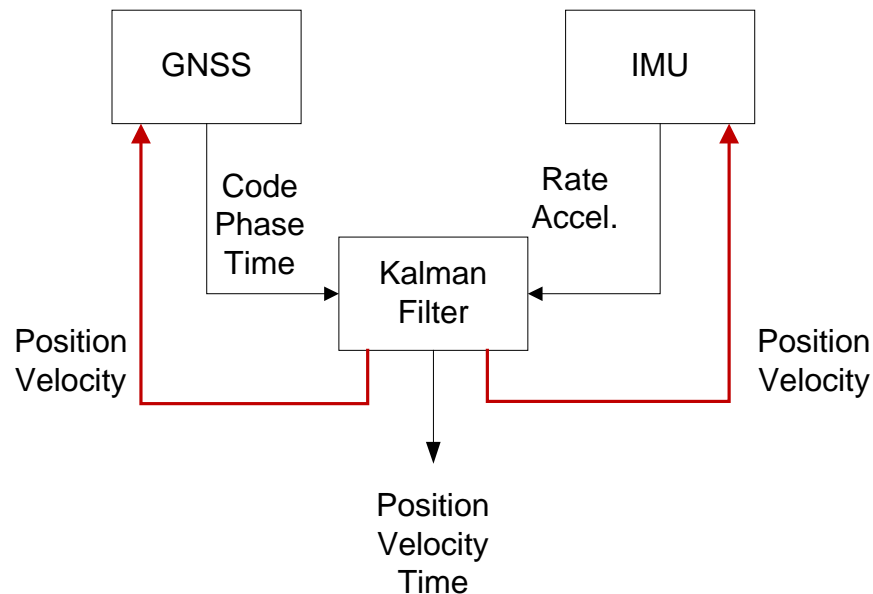 GNSS
IMU
Code
Phase
Time
Rate
Accel.
Kalman
Filter
Position
Velocity
Position
Velocity
Position
Velocity
Time